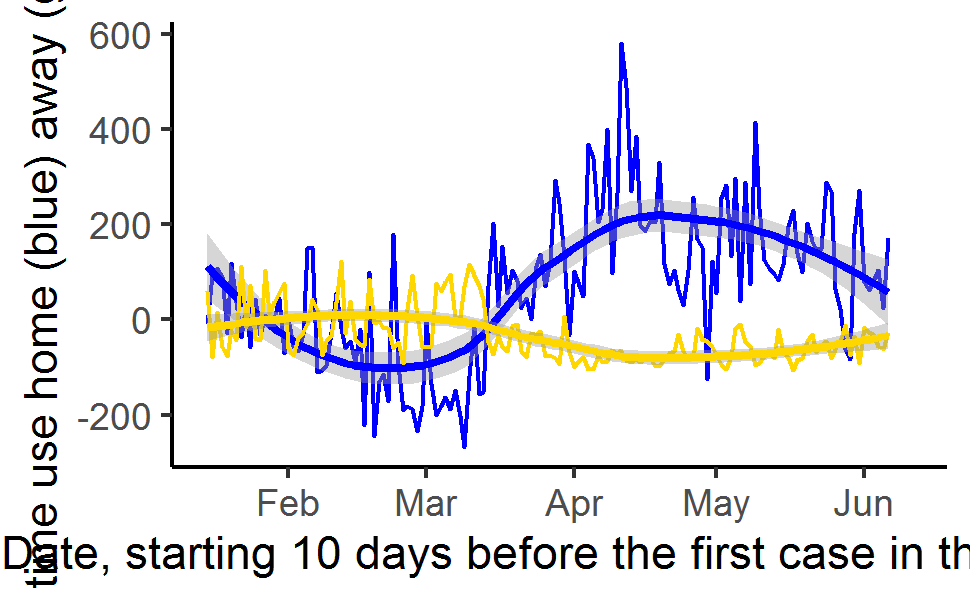 time use home (blue) away (
600
400
200
0
-200
Feb Mar Apr May Jun
Date, starting 10 days before the first case in th